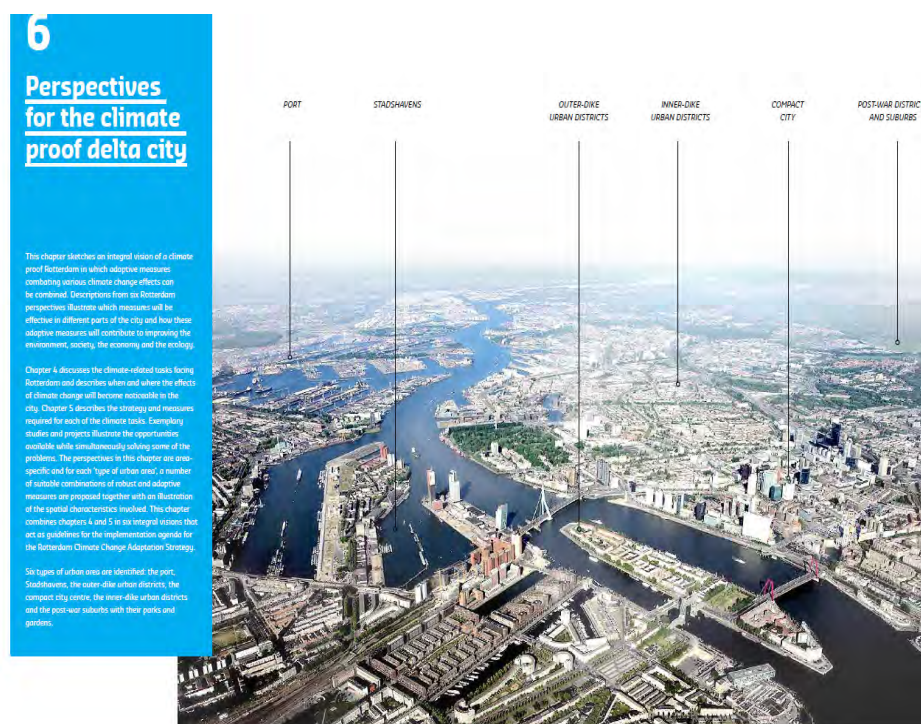 6
Perspectives
for the climate
proof delta city
This chapter sketches an integral vision of a climate
proof Rotterdam in which adaptive measures
combating various climate change effects can
be combined. Descriptions from six Rotterdam
perspectives illustrate which measures will be
effective in different parts of the city and how these
adaptive measures will contribute to improving the
environment, society, the economy and the ecology.
Chapter 4 discusses the climate-related tasks facing
Rotterdam and describes when and where the effects
of climate change will become noticeable in the
city. Chapter 5 describes the strategy and measures
required for each of the climate tasks. Exemplary
studies and projects illustrate the opportunities
available while simultaneously solving some of the
problems. The perspectives in this chapter are area-
specific and for each 'type of urban area', a number
of suitable combinations of robust and adaptive
measures are proposed together with an illustration
of the spatial characteristics involved. This chapter
combines chapters 4 and 5 in six integral visions that
act as guidelines for the implementation agenda for
the Rotterdam Climate Change Adaptation Strategy.
Six types of urban area are identified: the port,
Stadshavens, the outer-dike urban districts, the
compact city centre, the inner-dike urban districts
and the post-war suburbs with their parks and
gardens.
PORT
STADSHAVENS
OUTER-DIKE
URBAN DISTRICTS
INNER-DIKE
URBAN DISTRICTS
COMPACT
CITY
POST-WAR DISTRIC
AND SUBURBS